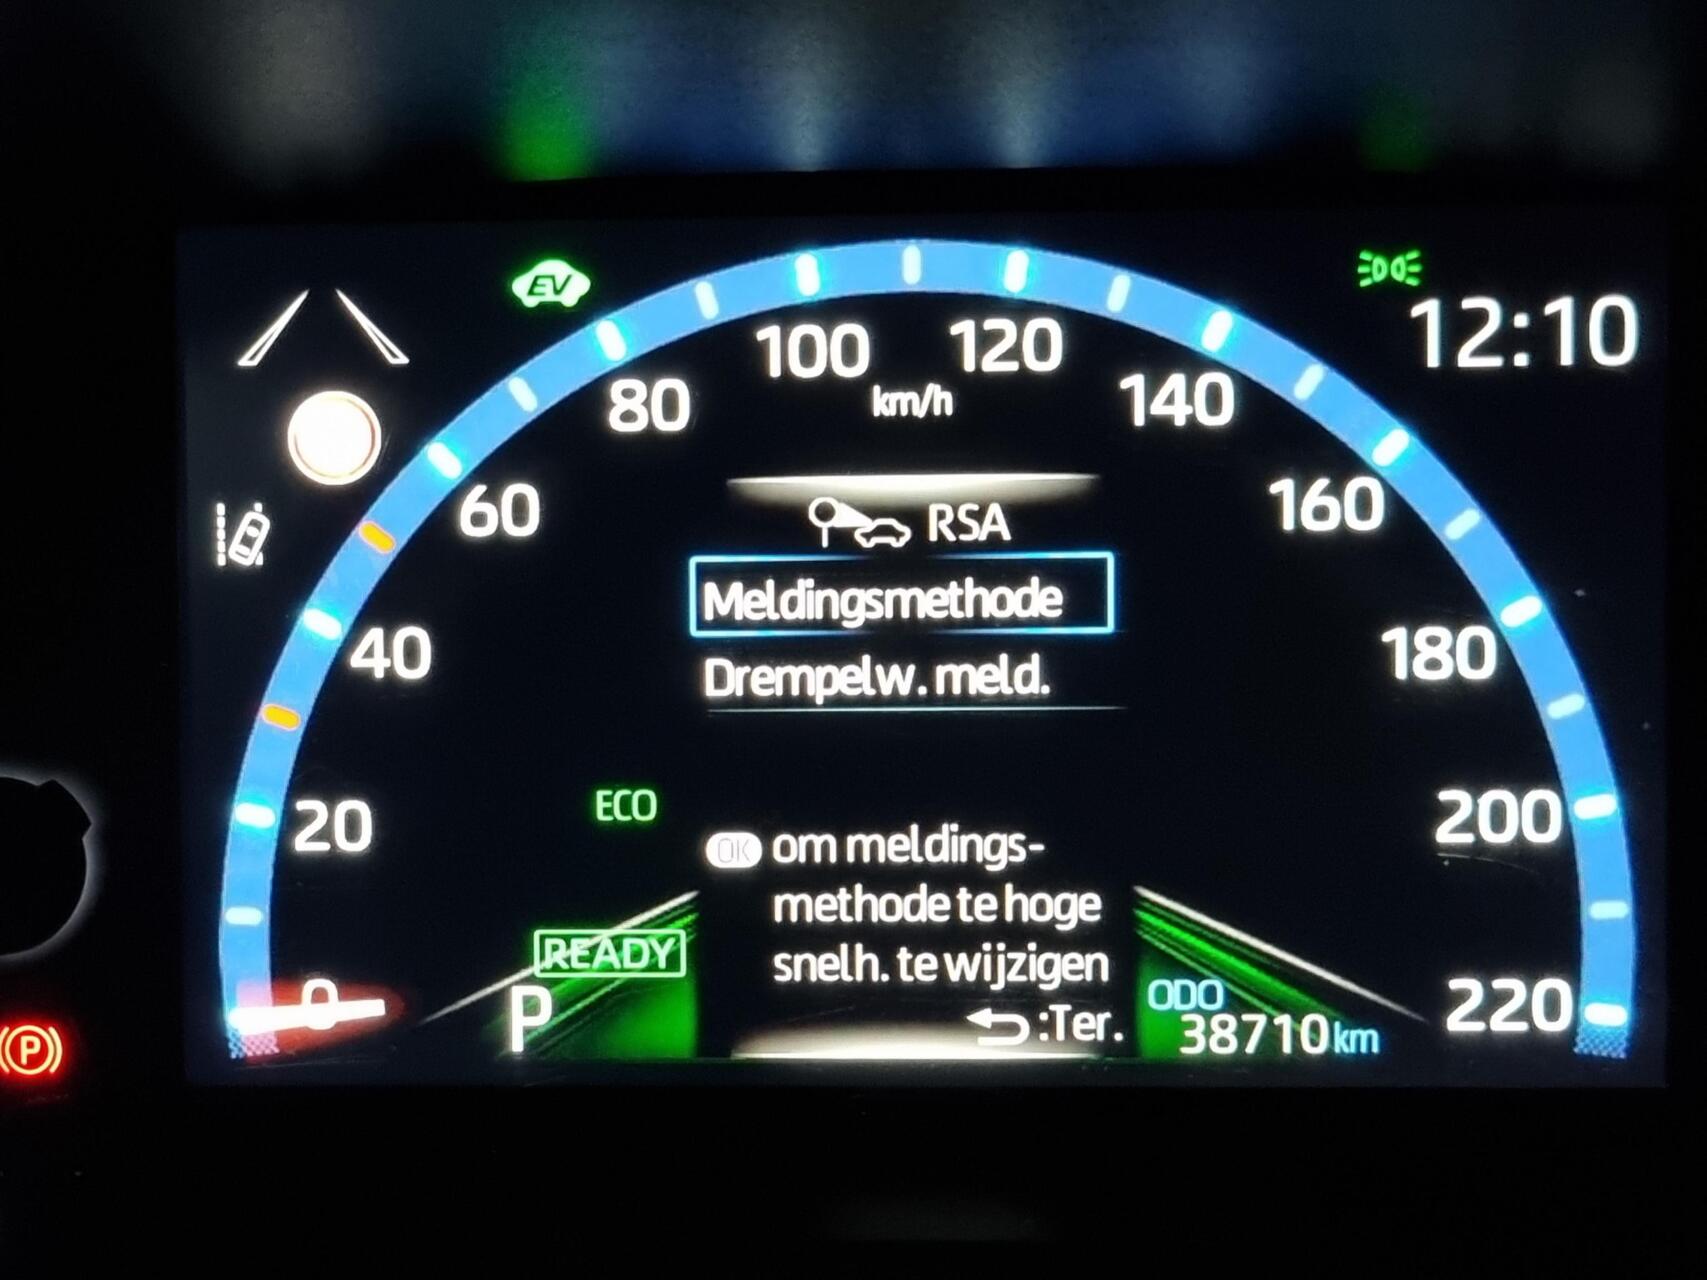 EV
12:10
100
120
km/h
80
140
60
160
RSA
Meldingsmethode
40
180
Drempelw. meld.
20
ECO
200
OK om meldings-
methode te hoge
READY
snelh. te wijzigen
0
P
ODO
220
:Ter.
38710 km
P